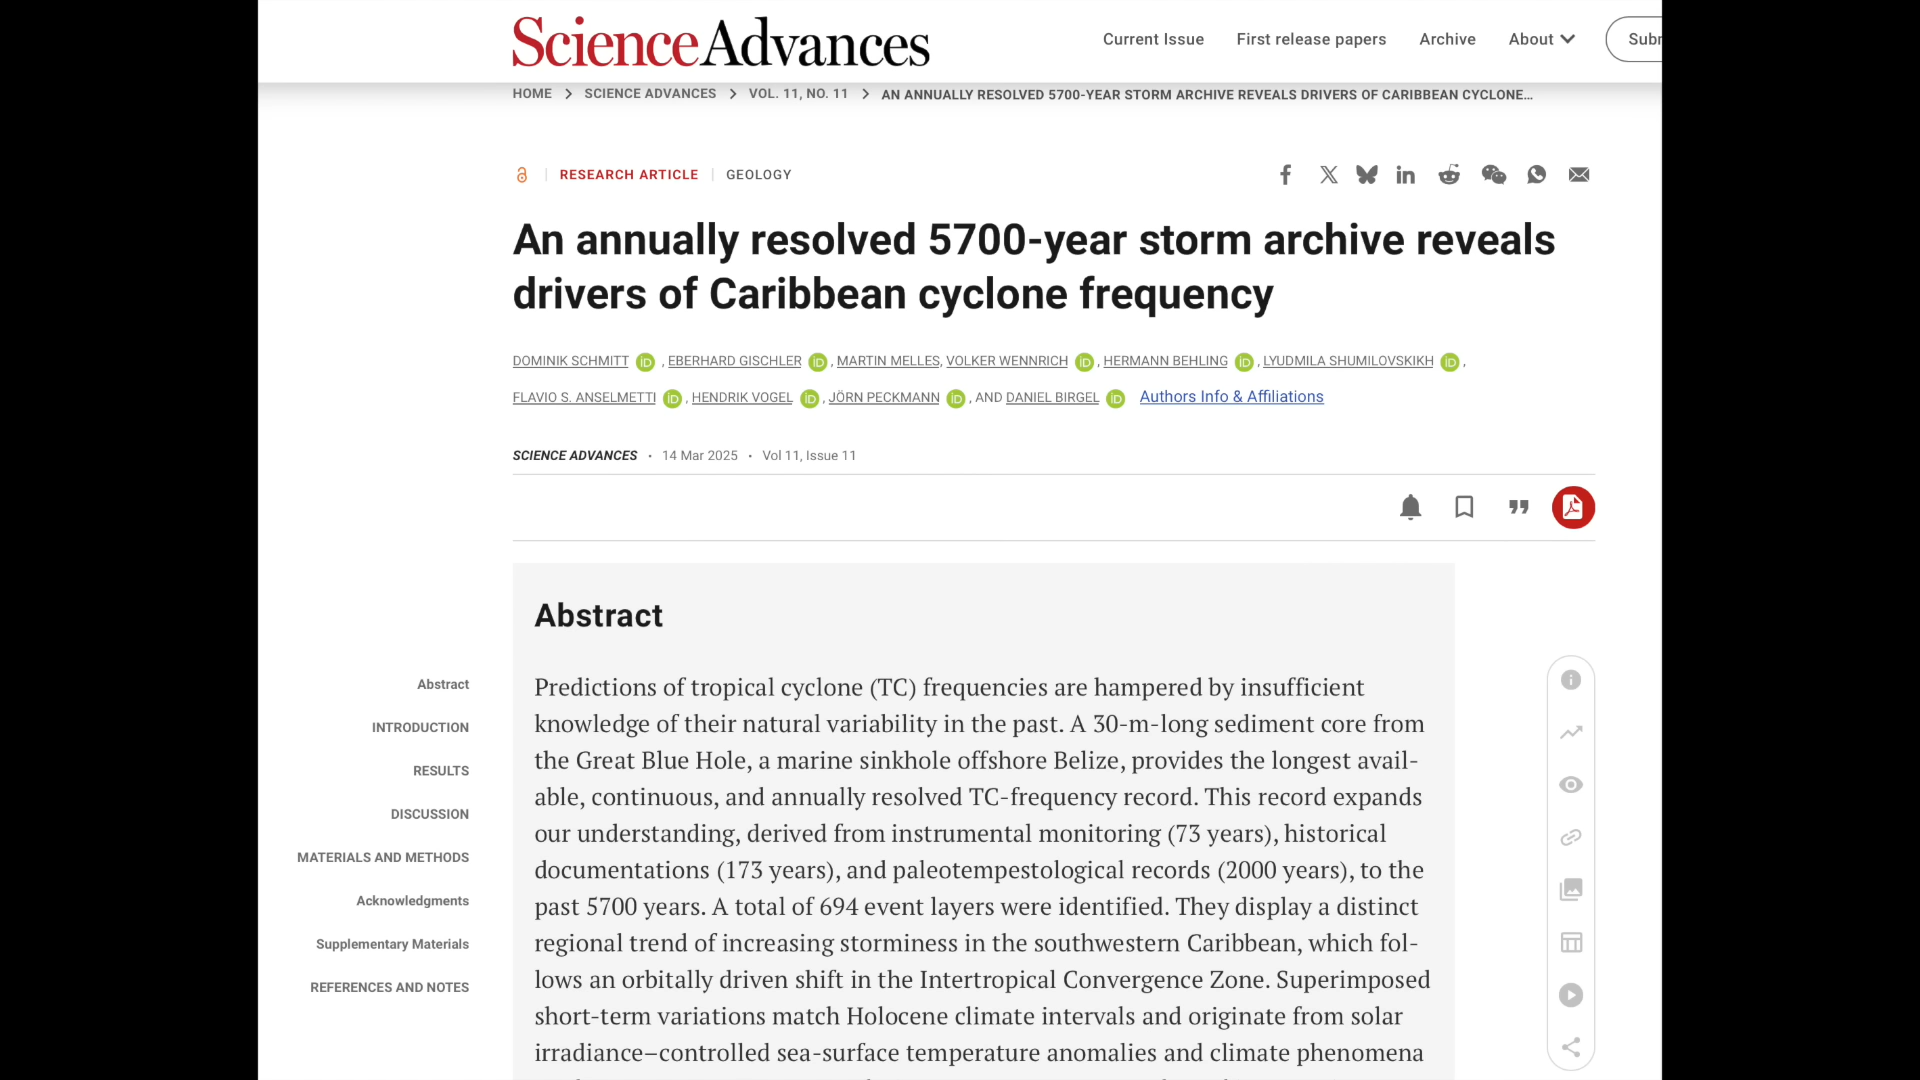 ScienceAdvances
Current Issue First release papers Archive About Subm
HOME > SCIENCE ADVANCES > VOL. 11, NO. 11 > AN ANNUALLY RESOLVED 5700-YEAR STORM ARCHIVE REVEALS DRIVERS OF CARIBBEAN CYCLONE…
RESEARCH ARTICLE | GEOLOGY
An annually resolved 5700-year storm archive reveals
drivers of Caribbean cyclone frequency
DOMINIK SCHMITT iD , EBERHARD GISCHLER iD , MARTIN MELLES, VOLKER WENNRICH iD , HERMANN BEHLING iD , LYUDMILA SHUMILOVSKIKH iD ,
FLAVIO S. ANSELMETTI iD , HENDRIK VOGEL iD , JÖRN PECKMANN iD , AND DANIEL BIRGEL iD Authors Info & Affiliations
SCIENCE ADVANCES • 14 Mar 2025 • Vol 11, Issue 11
Abstract
Predictions of tropical cyclone (TC) frequencies are hampered by insufficient
knowledge of their natural variability in the past. A 30-m-long sediment core from
the Great Blue Hole, a marine sinkhole offshore Belize, provides the longest avail-
able, continuous, and annually resolved TC-frequency record. This record expands
our understanding, derived from instrumental monitoring (73 years), historical
documentations (173 years), and paleotempestological records (2000 years), to the
past 5700 years. A total of 694 event layers were identified. They display a distinct
regional trend of increasing storminess in the southwestern Caribbean, which fol-
lows an orbitally driven shift in the Intertropical Convergence Zone. Superimposed
short-term variations match Holocene climate intervals and originate from solar
irradiance–controlled sea-surface temperature anomalies and climate phenomena
Abstract
INTRODUCTION
RESULTS
DISCUSSION
MATERIALS AND METHODS
Acknowledgments
Supplementary Materials
REFERENCES AND NOTES